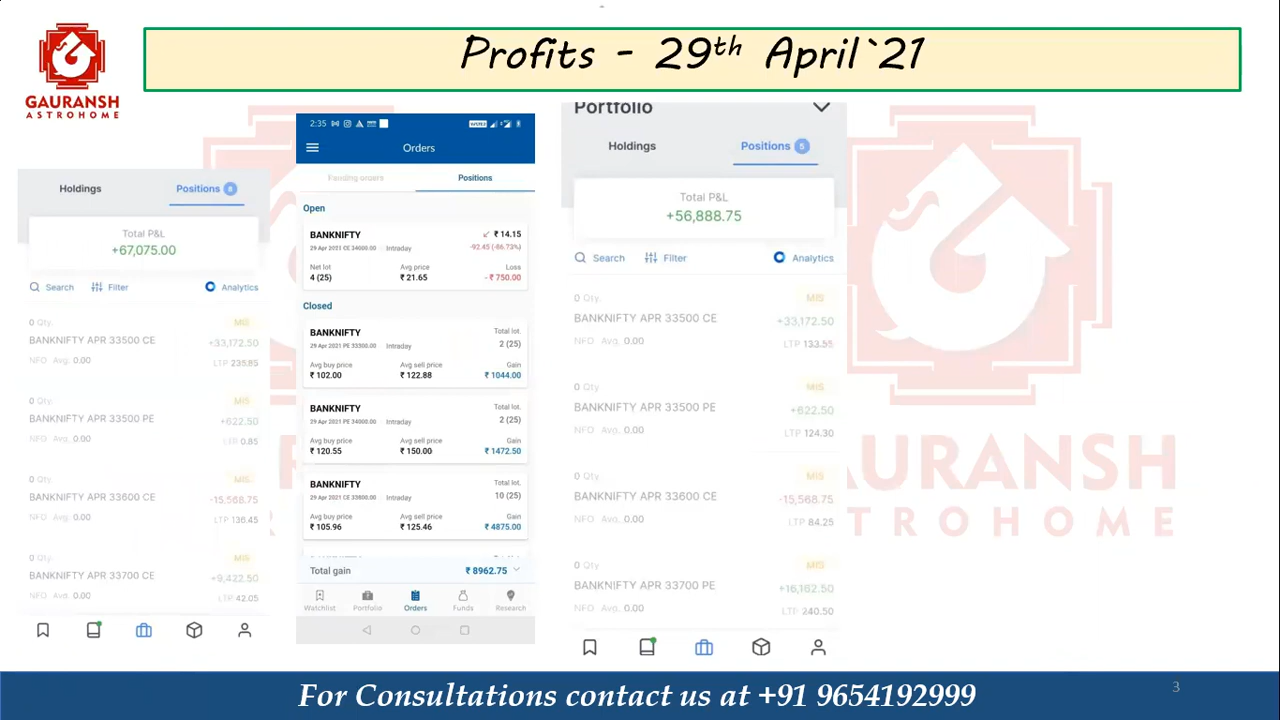 Profits - 29th April`21
GAURANSH
ASTROHOME
Holdings
Positions 6
Total P&L
+67,075.00
Search
Filter
Analytics
0 Qty.
MIS
BANKNIFTY APR 33500 CE
+33,172.50
NFO Avg. 0.00
LTP 235.85
0 Qty.
MIS
BANKNIFTY APR 33500 PE
+622.50
NFO Avg. 0.00
LTP 0.85
0 Qty.
MIS
BANKNIFTY APR 33600 CE
-15,568.75
NFO Avg. 0.00
LTP 136.45
0 Qty.
MIS
BANKNIFTY APR 33700 CE
+9,422.50
NFO Avg. 0.00
LTP 42.05
2:35
Orders
Pending orders
Positions
Open
BANKNIFTY
₹ 14.15
29 Apr 2021 CE 34000.00 Intraday
-92.45 (-86.73%)
Net lot
Avg price
Loss
4 (25)
₹ 21.65
- ₹ 750.00
Closed
BANKNIFTY
Total lot.
29 Apr 2021 PE 33300.00 Intraday
2 (25)
Avg buy price
Avg sell price
Gain
₹ 102.00
₹ 122.88
₹ 1044.00
BANKNIFTY
Total lot.
29 Apr 2021 PE 34000.00 Intraday
2 (25)
Avg buy price
Avg sell price
Gain
₹ 120.55
₹ 150.00
₹ 1472.50
BANKNIFTY
Total lot.
29 Apr 2021 CE 33800.00 Intraday
10 (25)
Avg buy price
Avg sell price
Gain
₹ 105.96
₹ 125.46
₹ 4875.00
Total gain
₹ 8962.75
Watchlist
Portfolio
Orders
Funds
Research
Portfolio
Holdings
Positions 5
Total P&L
+56,888.75
Search
Filter
Analytics
0 Qty.
MIS
BANKNIFTY APR 33500 CE
+33,172.50
NFO Avg. 0.00
LTP 133.55
0 Qty
MIS
BANKNIFTY APR 33500 PE
+622.50
NFO Avg. 0.00
LTP 124.30
0 Qty.
MIS
BANKNIFTY APR 33600 CE
-15,568.75
NFO Avg. 0.00
LTP 84.25
0 Qty.
MIS
BANKNIFTY APR 33700 PE
+16,162.50
NFO Avg. 0.00
LTP 240.50
AURANSH
TROHOME
For Consultations contact us at +91 9654192999
3